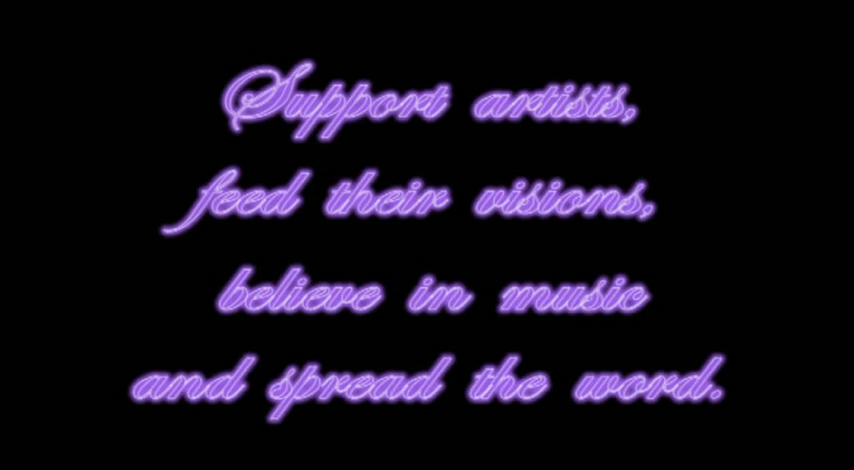 Support artists,
feed their visions,
believe in music
and spread the word.